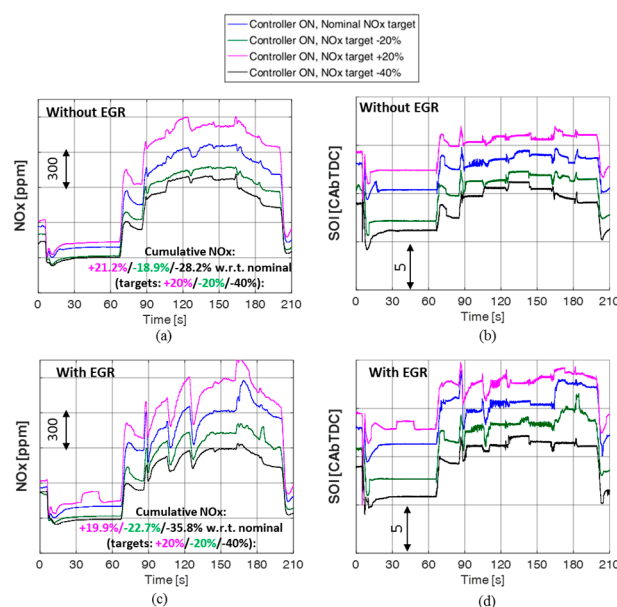 Controller ON, Nominal NOx target
Controller ON, NOx target -20%
Controller ON, NOx target +20%
Controller ON, NOx target -40%
Without EGR
NOx [ppm]
300
Cumulative NOx:
+21.2%/-18.9%/-28.2% w.r.t. nominal
(targets: +20%/-20%/-40%):
0 30 60 90 120 150 180 210
Time [s]
(a)
Without EGR
SOI [CAbTDC]
5
0 30 60 90 120 150 180 210
Time [s]
(b)
With EGR
NOx [ppm]
300
Cumulative NOx:
+19.9%/-22.7%/-35.8% w.r.t. nominal
(targets: +20%/-20%/-40%):
0 30 60 90 120 150 180 210
Time [s]
(c)
With EGR
SOI [CAbTDC]
5
0 30 60 90 120 150 180 210
Time [s]
(d)